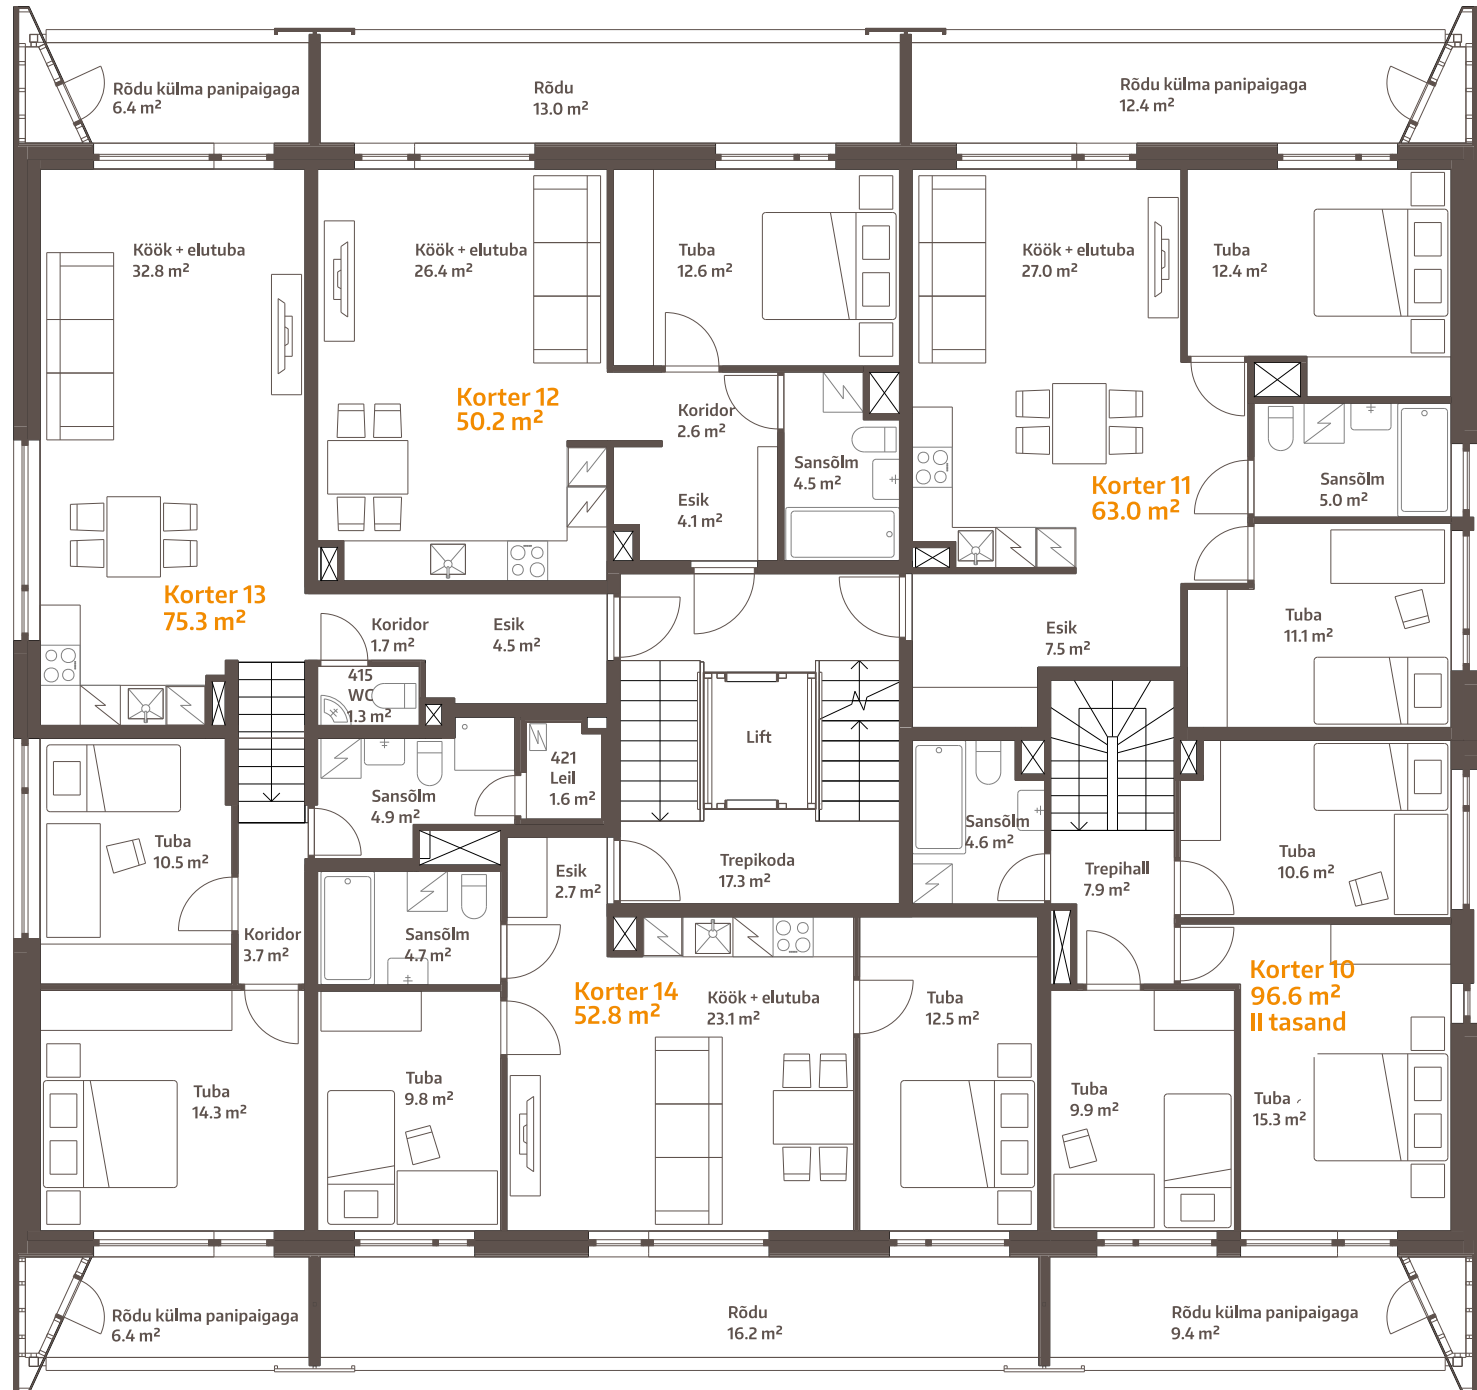 Rõdu külma panipaigaga
6.4 m²
Rõdu
13.0 m²
Rõdu külma panipaigaga
12.4 m²
Köök + elutuba
32.8 m²
Köök + elutuba
26.4 m²
Tuba
12.6 m²
Köök + elutuba
27.0 m²
Tuba
12.4 m²
Korter 12
50.2 m²
Koridor
2.6 m²
Sansõlm
4.5 m²
Esik
4.1 m²
Korter 11
63.0 m²
Sansõlm
5.0 m²
Korter 13
75.3 m²
Koridor
1.7 m²
Esik
4.5 m²
Esik
7.5 m²
Tuba
11.1 m²
415
WC
1.3 m²
Lift
421
Leil
1.6 m²
Sansõlm
4.9 m²
Tuba
10.5 m²
Sansõlm
4.6 m²
Esik
2.7 m²
Trepikoda
17.3 m²
Trepihall
7.9 m²
Tuba
10.6 m²
Koridor
3.7 m²
Sansõlm
4.7 m²
Korter 14
52.8 m²
Köök + elutuba
23.1 m²
Tuba
12.5 m²
Korter 10
96.6 m²
II tasand
Tuba
14.3 m²
Tuba
9.8 m²
Tuba
9.9 m²
Tuba
15.3 m²
Rõdu külma panipaigaga
6.4 m²
Rõdu
16.2 m²
Rõdu külma panipaigaga
9.4 m²